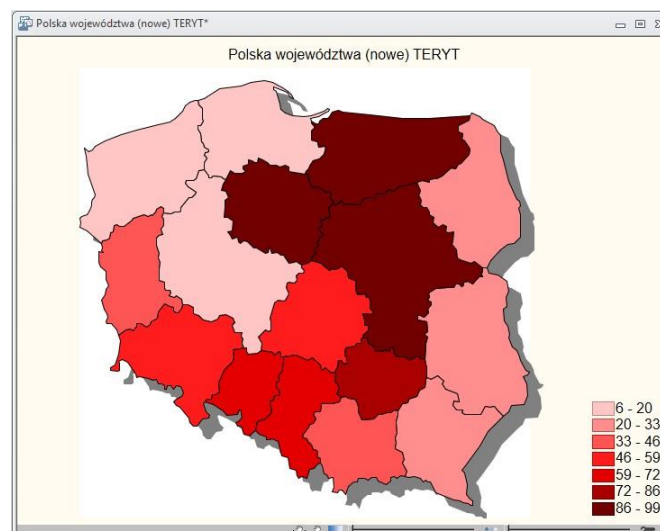 Polska województwa (nowe) TERYT*
Polska województwa (nowe) TERYT
6 - 20
20 - 33
33 - 46
46 - 59
59 - 72
72 - 86
86 - 99